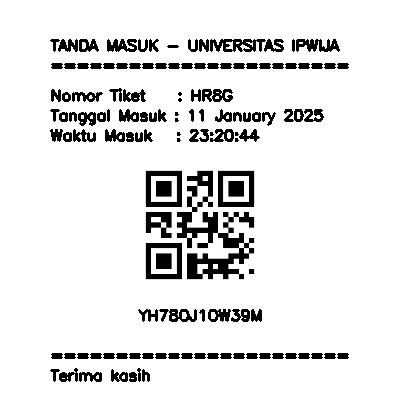 TANDA MASUK - UNIVERSITAS IPWIJA
========================
Nomor Tiket : HR8G
Tanggal Masuk : 11 January 2025
Waktu Masuk : 23:20:44
YH780J10W39M
========================
Terima kasih